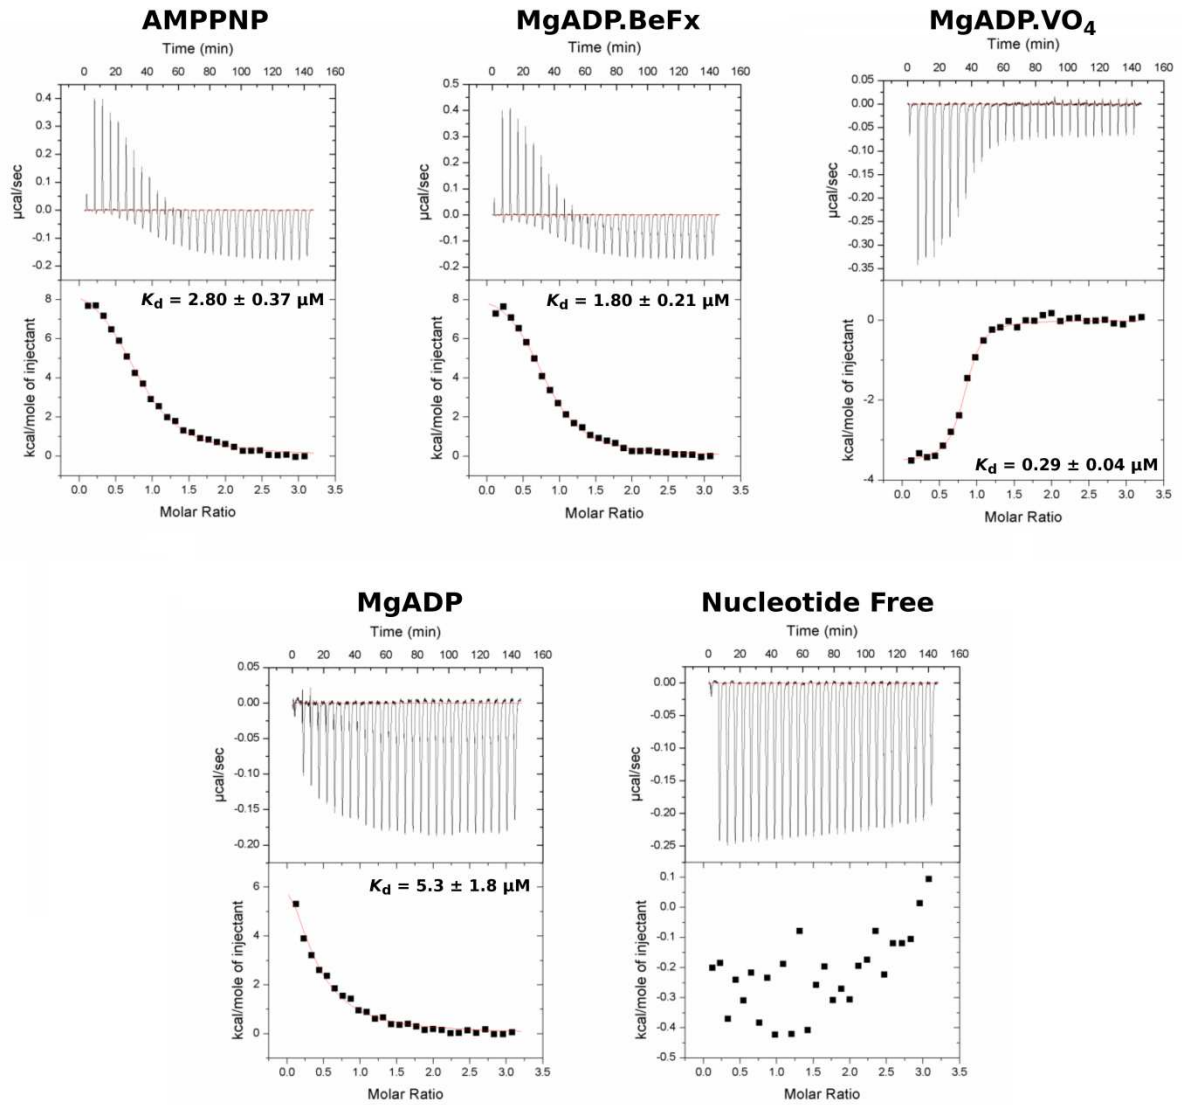 AMPPNP
Time (min)
0 20 40 60 80 100 120 140 160
0.4
0.3
0.2
0.1
0.0
-0.1
-0.2
µcal/sec
Kd = 2.80 ± 0.37 µM
8
6
4
2
0
kcal/mole of injectant
0.0 0.5 1.0 1.5 2.0 2.5 3.0 3.5
Molar Ratio
MgADP.BeFx
Time (min)
0 20 40 60 80 100 120 140 160
0.5
0.4
0.3
0.2
0.1
0.0
-0.1
-0.2
µcal/sec
Kd = 1.80 ± 0.21 µM
8
6
4
2
0
kcal/mole of injectant
0.0 0.5 1.0 1.5 2.0 2.5 3.0 3.5
Molar Ratio
MgADP.VO4
Time (min)
0 20 40 60 80 100 120 140 160
0.05
0.00
-0.05
-0.10
-0.15
-0.20
-0.25
-0.30
-0.35
µcal/sec
0
-2
-4
kcal/mole of injectant
Kd = 0.29 ± 0.04 µM
0.0 0.5 1.0 1.5 2.0 2.5 3.0 3.5
Molar Ratio
MgADP
Time (min)
0 20 40 60 80 100 120 140 160
0.05
0.00
-0.05
-0.10
-0.15
-0.20
µcal/sec
Kd = 5.3 ± 1.8 µM
6
4
2
0
kcal/mole of injectant
0.0 0.5 1.0 1.5 2.0 2.5 3.0 3.5
Molar Ratio
Nucleotide Free
Time (min)
0 20 40 60 80 100 120 140 160
0.00
-0.05
-0.10
-0.15
-0.20
-0.25
µcal/sec
0.1
0.0
-0.1
-0.2
-0.3
-0.4
-0.5
kcal/mole of injectant
0.0 0.5 1.0 1.5 2.0 2.5 3.0 3.5
Molar Ratio